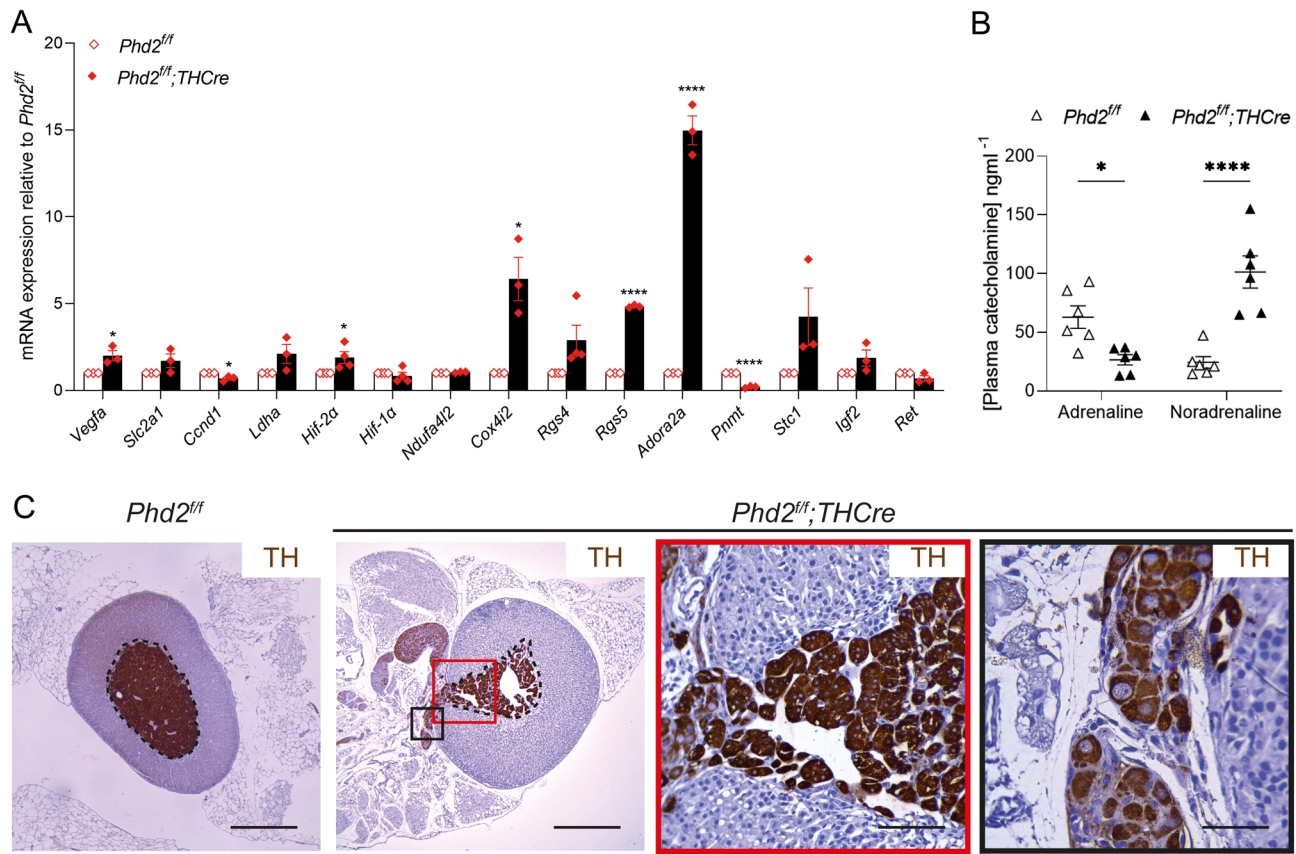 A
Phd2f/f
Phd2f/f;THCre
mRNA expression relative to Phd2f/f
20
15
10
5
0
*
*
*
*
****
****
****
Vegfa
Slc2a1
Ccnd1
Ldha
Hif-2α
Hif-1α
Ndufa4l2
Cox4i2
Rgs4
Rgs5
Adora2a
Pnmt
Stc1
Igf2
Ret
B
Phd2f/f
Phd2f/f;THCre
[Plasma catecholamine] ngml-1
200
150
100
50
0
*
****
Adrenaline
Noradrenaline
C
Phd2f/f
Phd2f/f;THCre
TH
TH
TH
TH